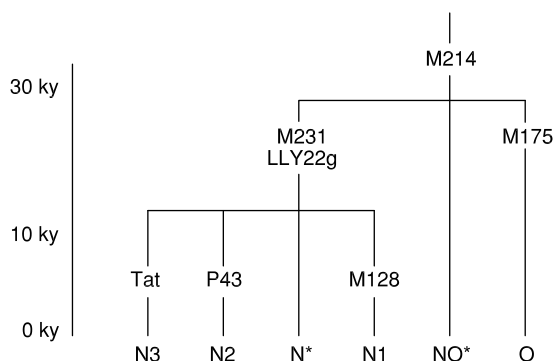 M214
30 ky
M231
LLY22g
M175
10 ky
Tat
P43
M128
0 ky
N3
N2
N*
N1
NO*
O